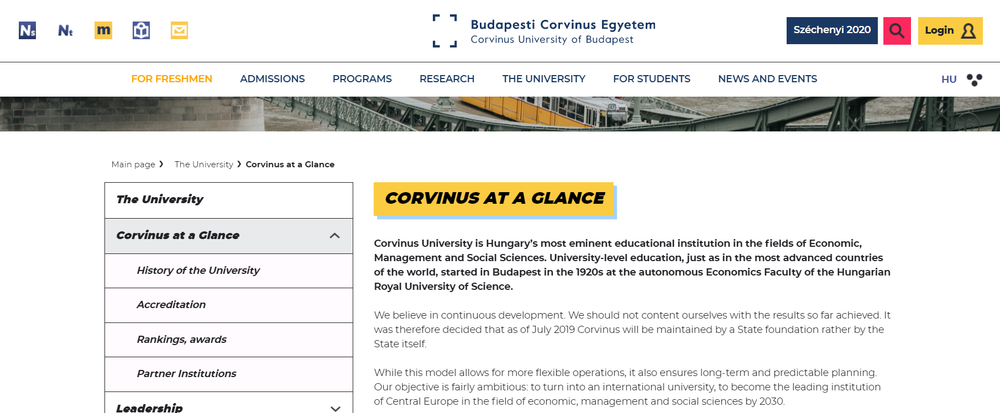 Ns
Nt
m
Budapesti Corvinus Egyetem
Corvinus University of Budapest
Széchenyi 2020
Login
FOR FRESHMEN
ADMISSIONS
PROGRAMS
RESEARCH
THE UNIVERSITY
FOR STUDENTS
NEWS AND EVENTS
HU
47
Main page ❯ The University ❯ Corvinus at a Glance
The University
Corvinus at a Glance
History of the University
Accreditation
Rankings, awards
Partner Institutions
Leadership
CORVINUS AT A GLANCE
Corvinus University is Hungary’s most eminent educational institution in the fields of Economic,
Management and Social Sciences. University-level education, just as in the most advanced countries
of the world, started in Budapest in the 1920s at the autonomous Economics Faculty of the Hungarian
Royal University of Science.
We believe in continuous development. We should not content ourselves with the results so far achieved. It
was therefore decided that as of July 2019 Corvinus will be maintained by a State foundation rather by the
State itself.
While this model allows for more flexible operations, it also ensures long-term and predictable planning.
Our objective is fairly ambitious: to turn into an international university, to become the leading institution
of Central Europe in the field of economic, management and social sciences by 2030.